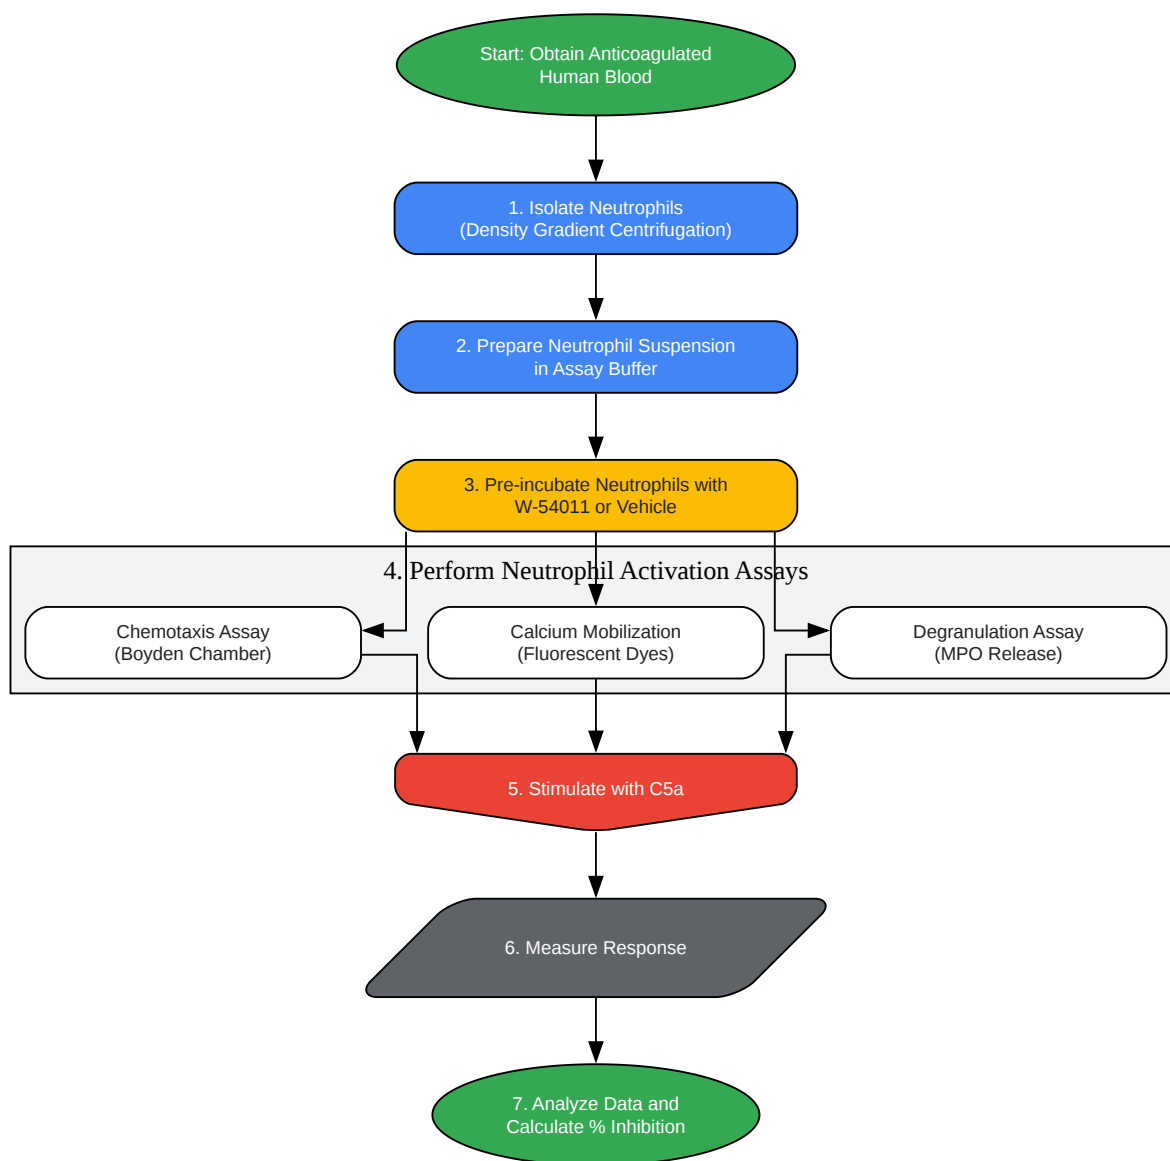 Start: Obtain Anticoagulated
Human Blood
1. Isolate Neutrophils
(Density Gradient Centrifugation)
2. Prepare Neutrophil Suspension
in Assay Buffer
3. Pre-incubate Neutrophils with
W-54011 or Vehicle
4. Perform Neutrophil Activation Assays
Chemotaxis Assay
(Boyden Chamber)
Calcium Mobilization
(Fluorescent Dyes)
Degranulation Assay
(MPO Release)
5. Stimulate with C5a
6. Measure Response
7. Analyze Data and
Calculate % Inhibition